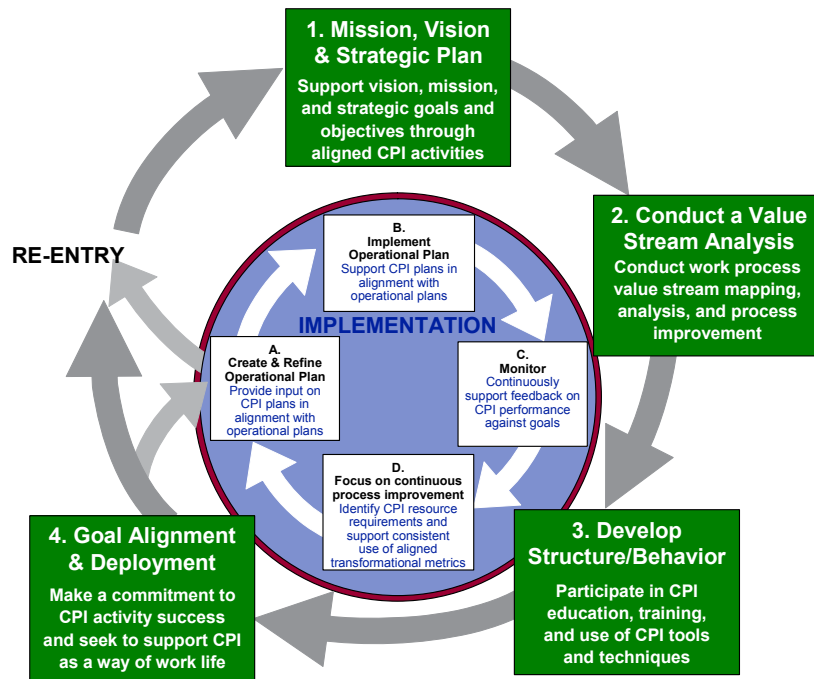 1. Mission, Vision
& Strategic Plan
Support vision, mission,
and strategic goals and
objectives through
aligned CPI activities
2. Conduct a Value
Stream Analysis
Conduct work process
value stream mapping,
analysis, and process
improvement
RE-ENTRY
B.
Implement
Operational Plan
Support CPI plans in
alignment with
operational plans
IMPLEMENTATION
A.
Create & Refine
Operational Plan
Provide input on
CPI plans in
alignment with
operational plans
C.
Monitor
Continuously
support feedback on
CPI performance
against goals
D.
Focus on continuous
process improvement
Identify CPI resource
requirements and
support consistent
use of aligned
transformational metrics
3. Develop
Structure/Behavior
Participate in CPI
education, training,
and use of CPI tools
and techniques
4. Goal Alignment
& Deployment
Make a commitment to
CPI activity success
and seek to support CPI
as a way of work life